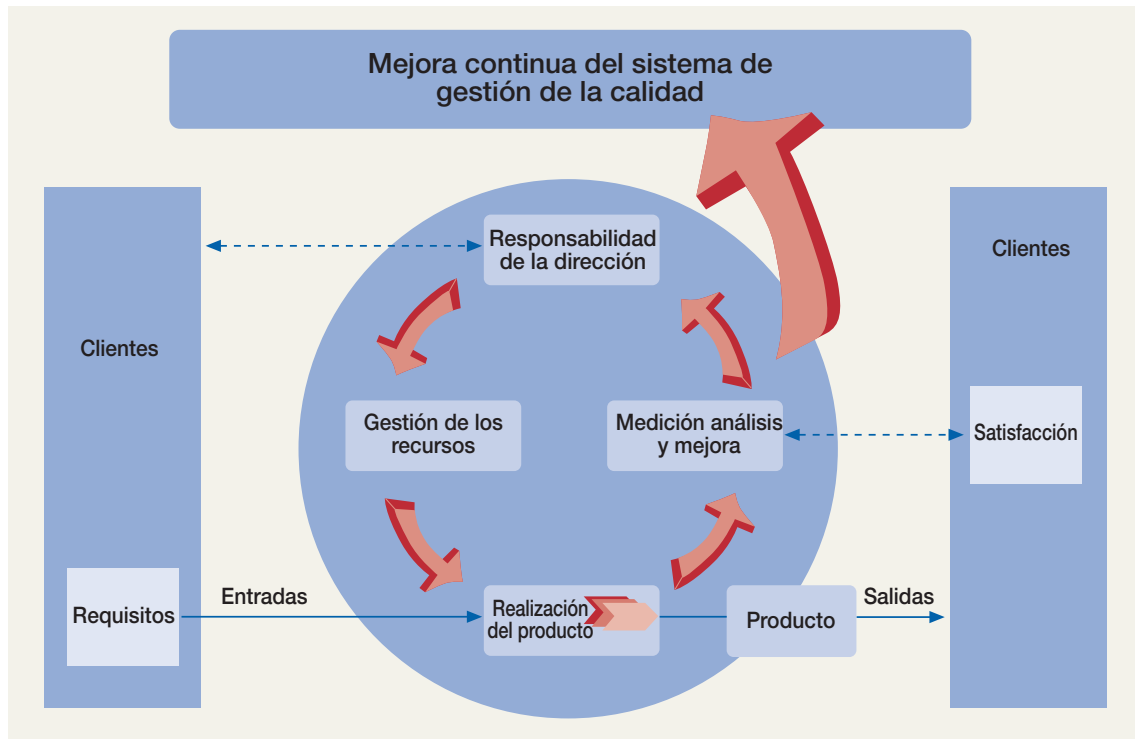 Mejora continua del sistema de
gestión de la calidad
Responsabilidad
de la dirección
Clientes
Clientes
Gestión de los
recursos
Medición análisis
y mejora
Satisfacción
Requisitos
Entradas
Realización
del producto
Producto
Salidas